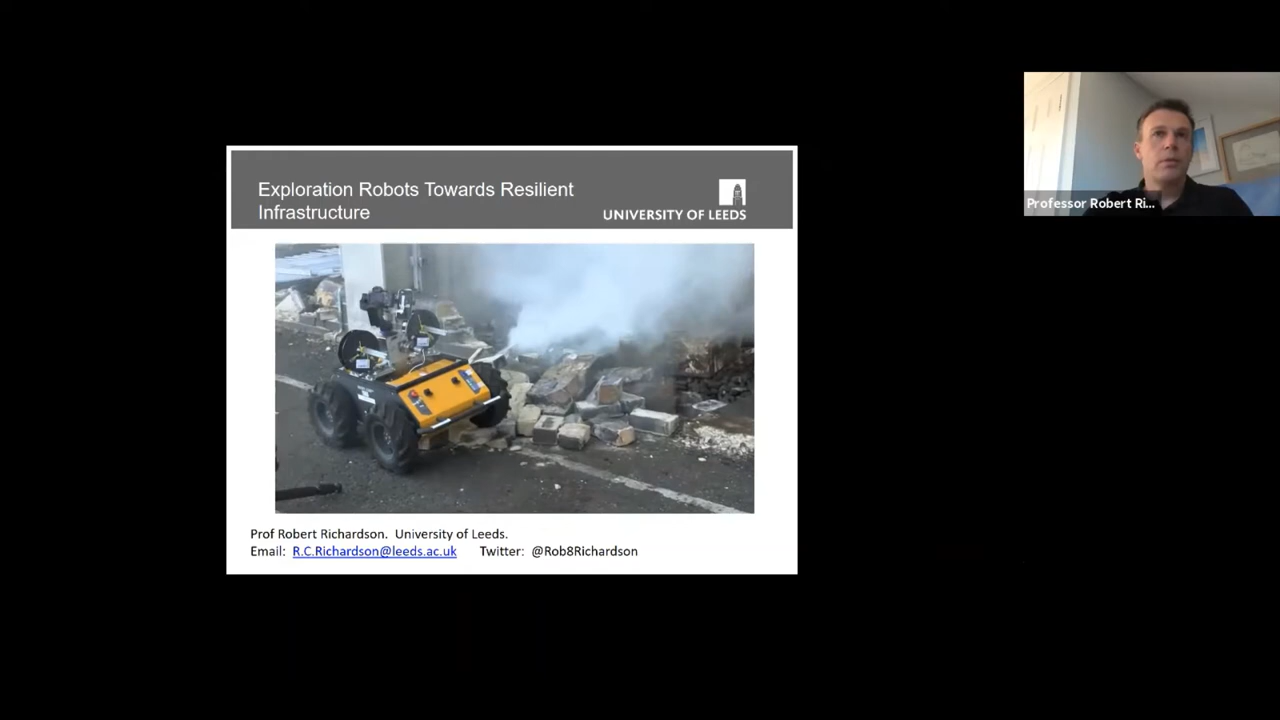 Exploration Robots Towards Resilient
Infrastructure
UNIVERSITY OF LEEDS
Professor Robert Ri...
Prof Robert Richardson. University of Leeds.
Email: R.C.Richardson@leeds.ac.uk Twitter: @Rob8Richardson